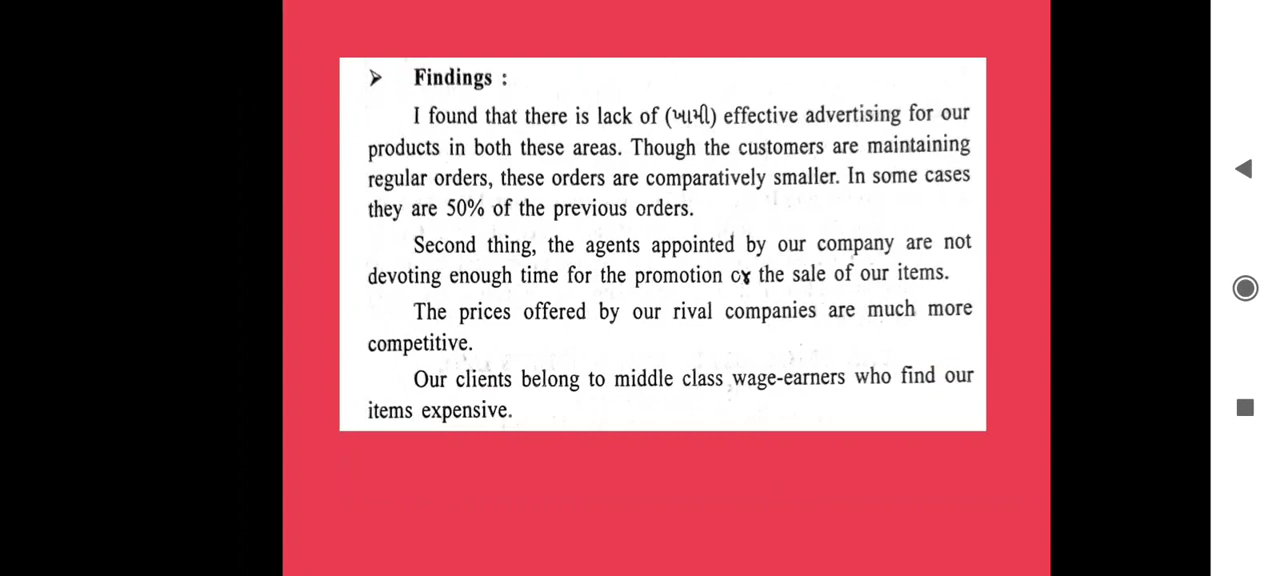 ➤ Findings :
I found that there is lack of (ખામી) effective advertising for our
products in both these areas. Though the customers are maintaining
regular orders, these orders are comparatively smaller. In some cases
they are 50% of the previous orders.
Second thing, the agents appointed by our company are not
devoting enough time for the promotion the sale of our items.
The prices offered by our rival companies are much more
competitive.
Our clients belong to middle class wage-earners who find our
items expensive.